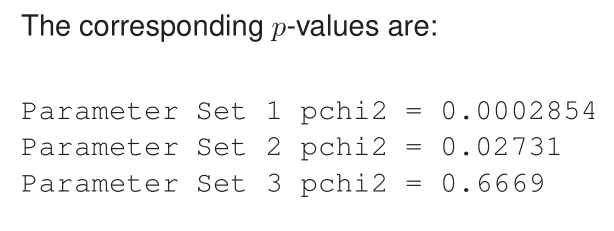 The corresponding p-values are:
Parameter Set 1 pchi2 = 0.0002854
Parameter Set 2 pchi2 = 0.02731
Parameter Set 3 pchi2 = 0.6669